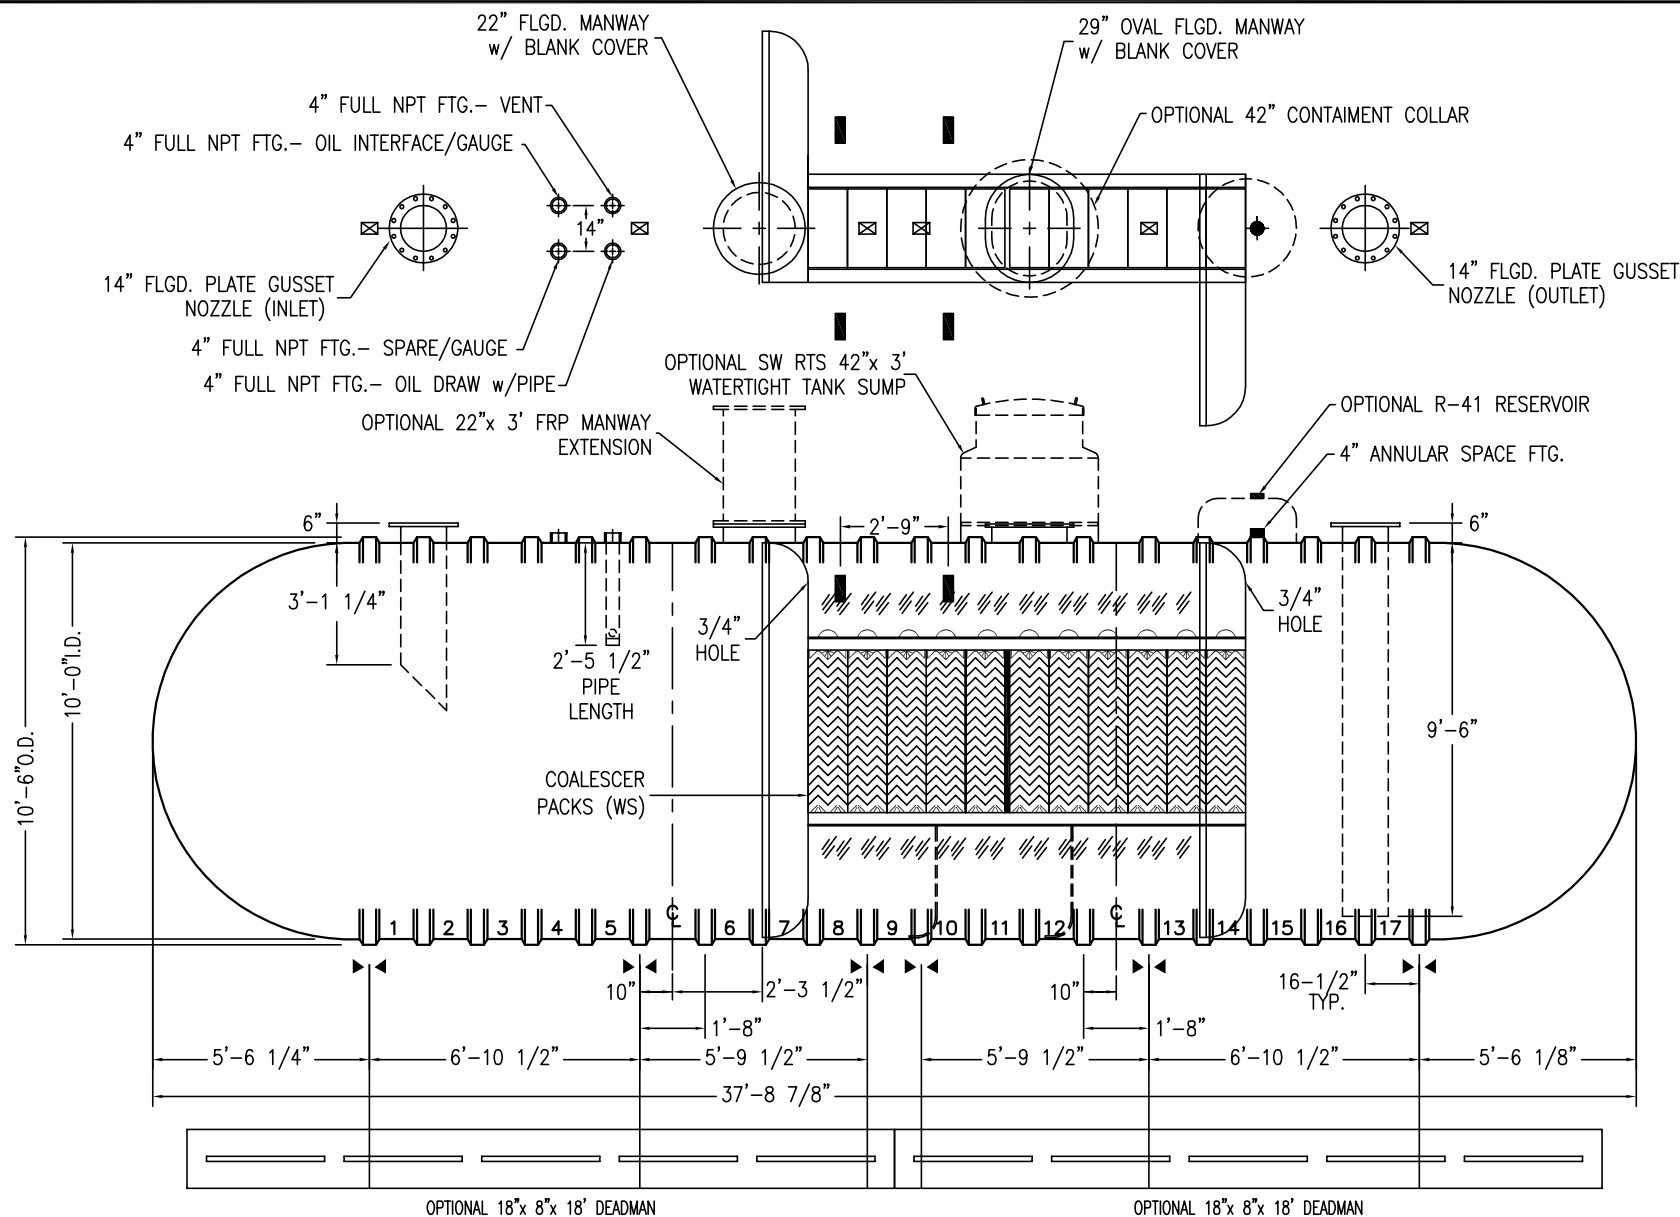 22" FLGD. MANWAY
w/ BLANK COVER
29" OVAL FLGD. MANWAY
w/ BLANK COVER
4" FULL NPT FTG.– VENT
OPTIONAL 42" CONTAIMENT COLLAR
4" FULL NPT FTG.– OIL INTERFACE/GAUGE
14"
14" FLGD. PLATE GUSSET
NOZZLE (INLET)
14" FLGD. PLATE GUSSET
NOZZLE (OUTLET)
4" FULL NPT FTG.– SPARE/GAUGE
4" FULL NPT FTG.– OIL DRAW w/PIPE
OPTIONAL SW RTS 42"x 3'
WATERTIGHT TANK SUMP
OPTIONAL 22"x 3' FRP MANWAY
EXTENSION
OPTIONAL R-41 RESERVOIR
4" ANNULAR SPACE FTG.
6"
2'-9"
6"
3'-1 1/4"
3/4"
HOLE
3/4"
HOLE
2'-5 1/2"
PIPE
LENGTH
10'-0"I.D.
10'-6"O.D.
9'-6"
COALESCER
PACKS (WS)
℄
℄
1 2 3 4 5 6 7 8 9 10 11 12 13 14 15 16 17
10"
2'-3 1/2"
10"
16-1/2"
TYP.
1'-8"
1'-8"
5'-6 1/4"
6'-10 1/2"
5'-9 1/2"
5'-9 1/2"
6'-10 1/2"
5'-6 1/8"
37'-8 7/8"
OPTIONAL 18"x 8"x 18' DEADMAN
OPTIONAL 18"x 8"x 18' DEADMAN